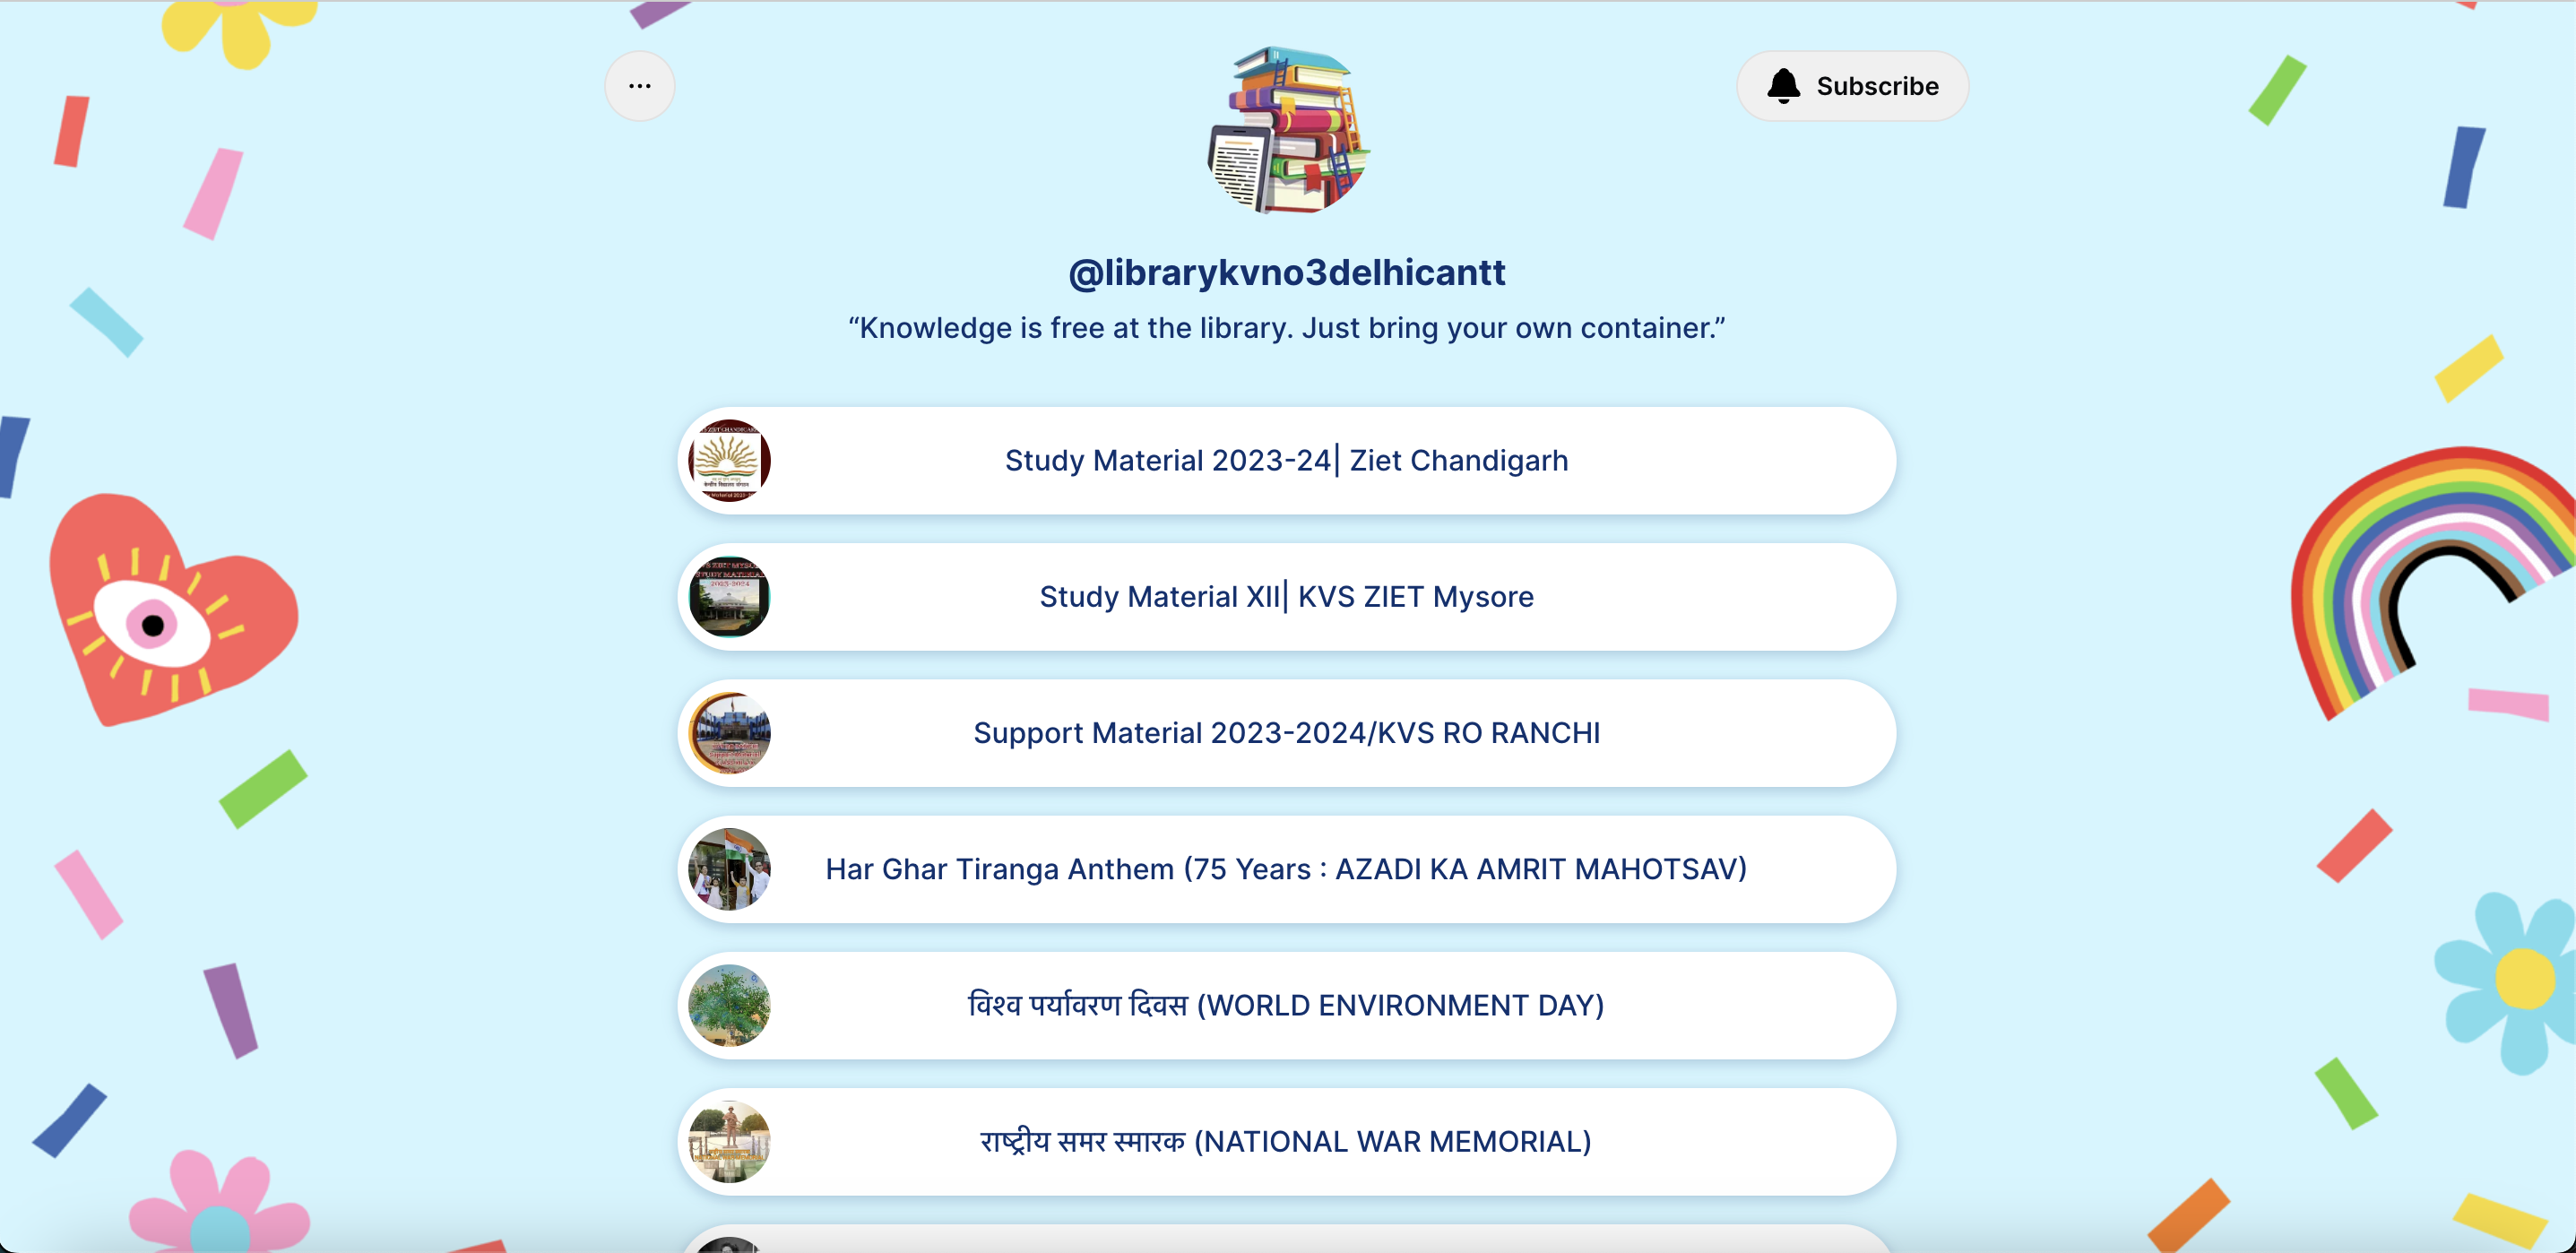 ...
Subscribe
@librarykvno3delhicantt
“Knowledge is free at the library. Just bring your own container.”
Study Material 2023-24| Ziet Chandigarh
Study Material XII| KVS ZIET Mysore
Support Material 2023-2024/KVS RO RANCHI
Har Ghar Tiranga Anthem (75 Years : AZADI KA AMRIT MAHOTSAV)
विश्व पर्यावरण दिवस (WORLD ENVIRONMENT DAY)
राष्ट्रीय समर स्मारक (NATIONAL WAR MEMORIAL)